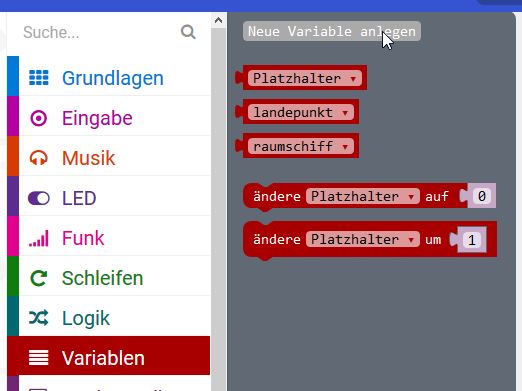 Suche...
Grundlagen
Eingabe
Musik
LED
Funk
Schleifen
Logik
Variablen
Neue Variable anlegen
Platzhalter
landepunkt
raumschiff
ändere Platzhalter auf 0
ändere Platzhalter um 1